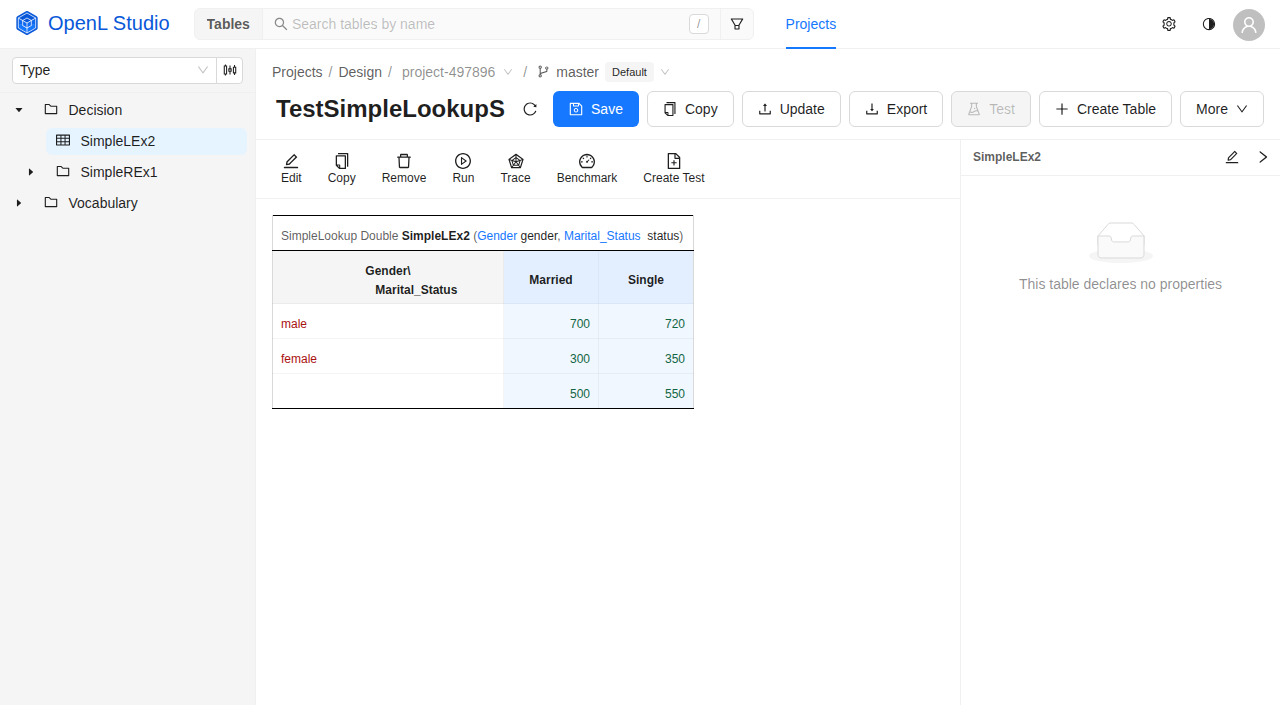 OpenL Studio
Tables
Search tables by name
/
Projects
Type
Projects / Design / project-497896 / master Default
TestSimpleLookupS
Save
Copy
Update
Export
Test
Create Table
More
Decision
SimpleLEx2
SimpleREx1
Vocabulary
Edit
Copy
Remove
Run
Trace
Benchmark
Create Test
SimpleLEx2
SimpleLookup Double SimpleLEx2 (Gender gender, Marital_Status status)
Gender\
Marital_Status
Married
Single
male 700 720
female 300 350
500 550
This table declares no properties